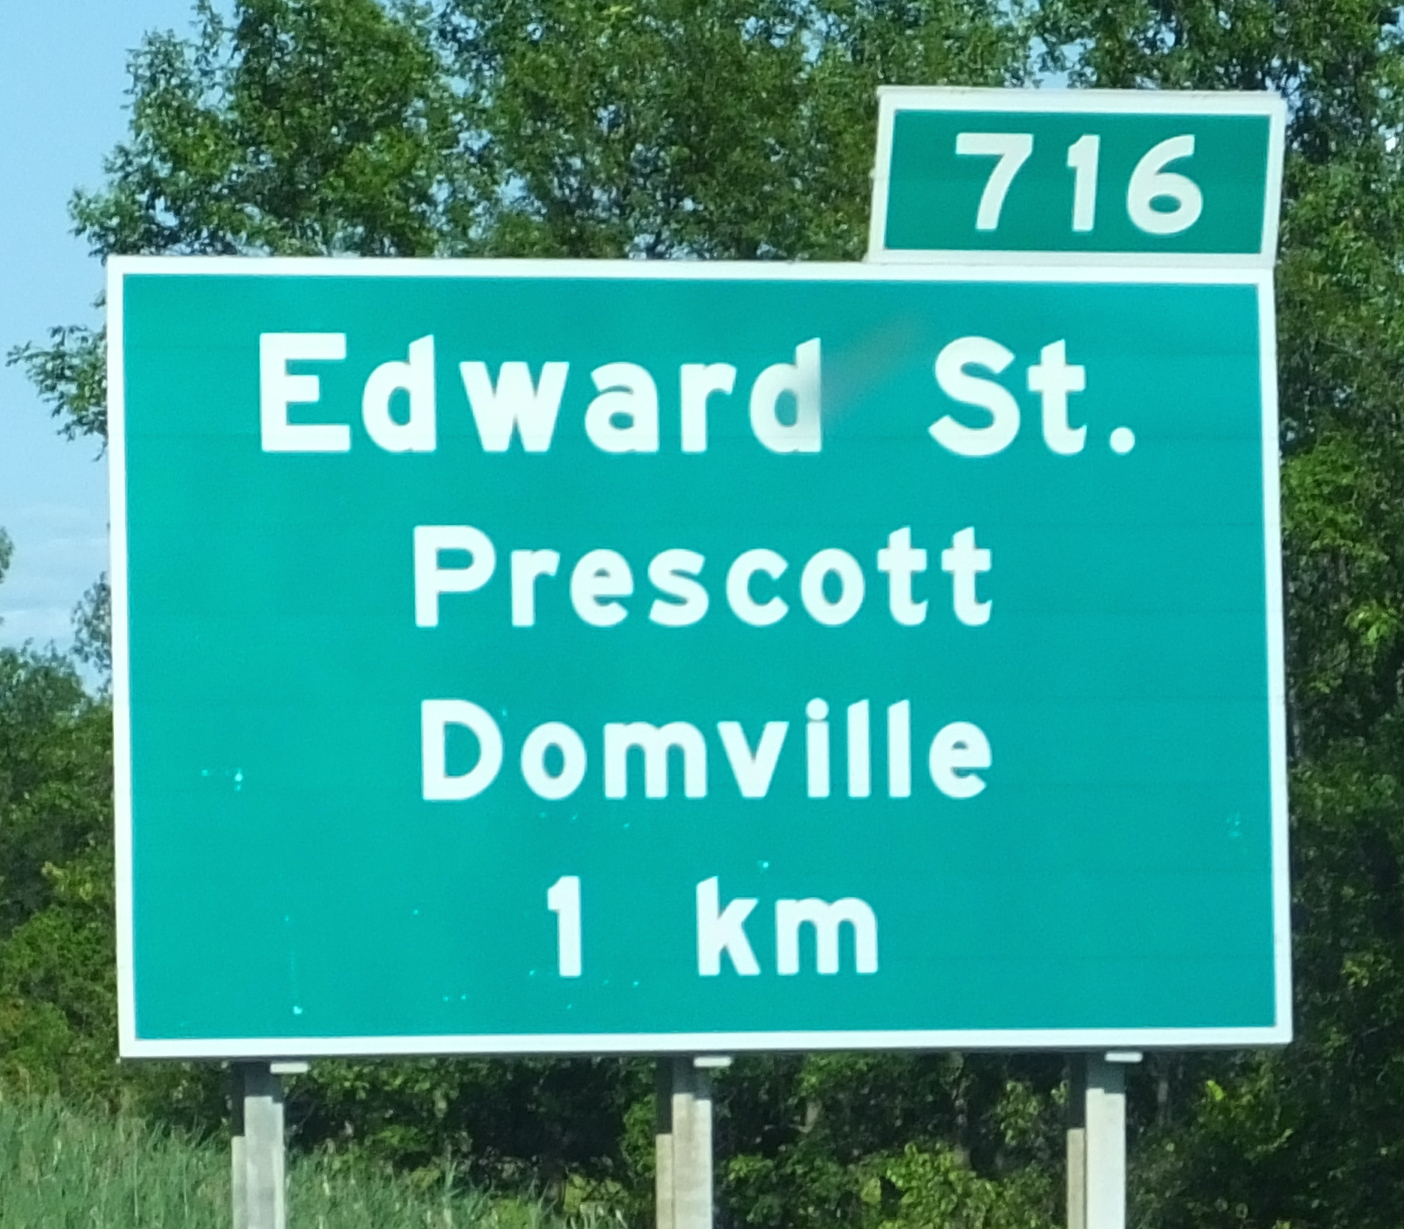 716
Edward St.
Prescott
Domville
1 km